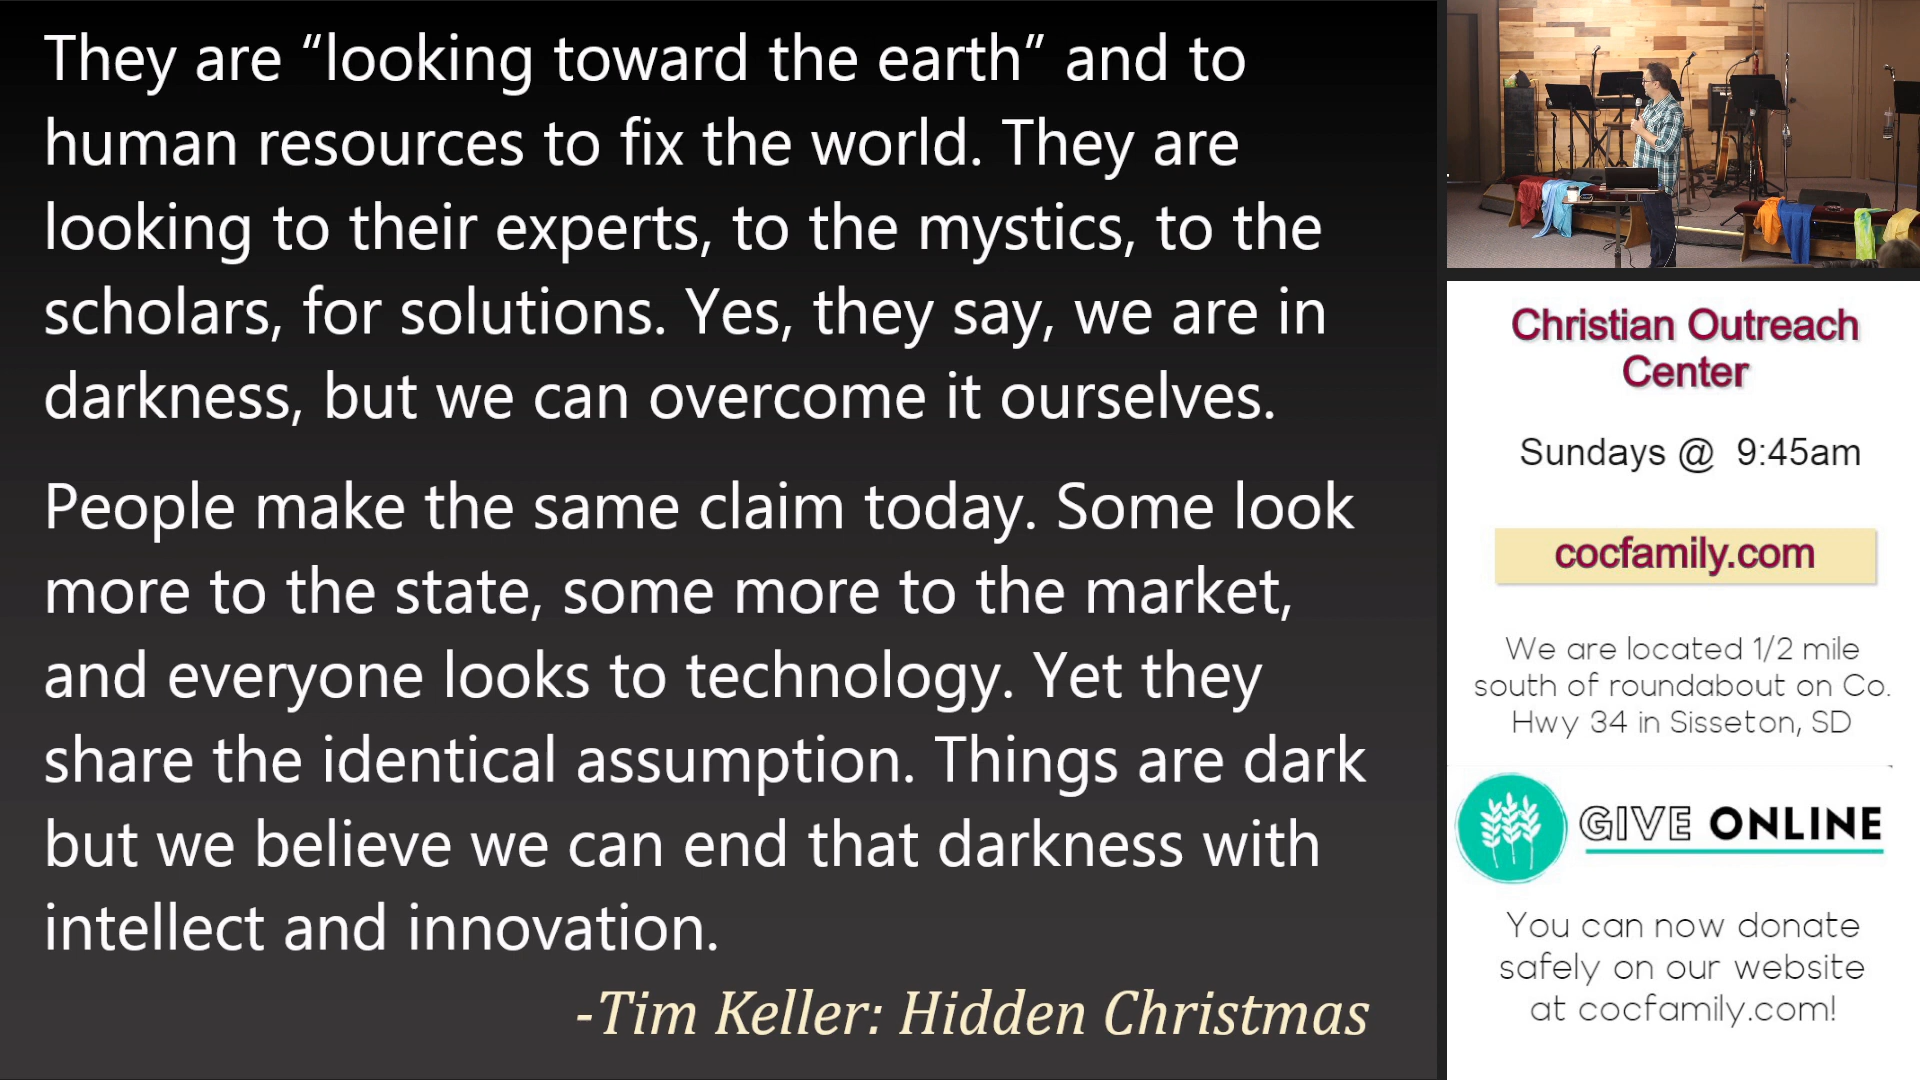 They are “looking toward the earth” and to
human resources to fix the world. They are
looking to their experts, to the mystics, to the
scholars, for solutions. Yes, they say, we are in
darkness, but we can overcome it ourselves.
People make the same claim today. Some look
more to the state, some more to the market,
and everyone looks to technology. Yet they
share the identical assumption. Things are dark
but we believe we can end that darkness with
intellect and innovation.
-Tim Keller: Hidden Christmas
Christian Outreach
Center
Sundays @ 9:45am
cocfamily.com
We are located 1/2 mile
south of roundabout on Co.
Hwy 34 in Sisseton, SD
GIVE ONLINE
You can now donate
safely on our website
at cocfamily.com!